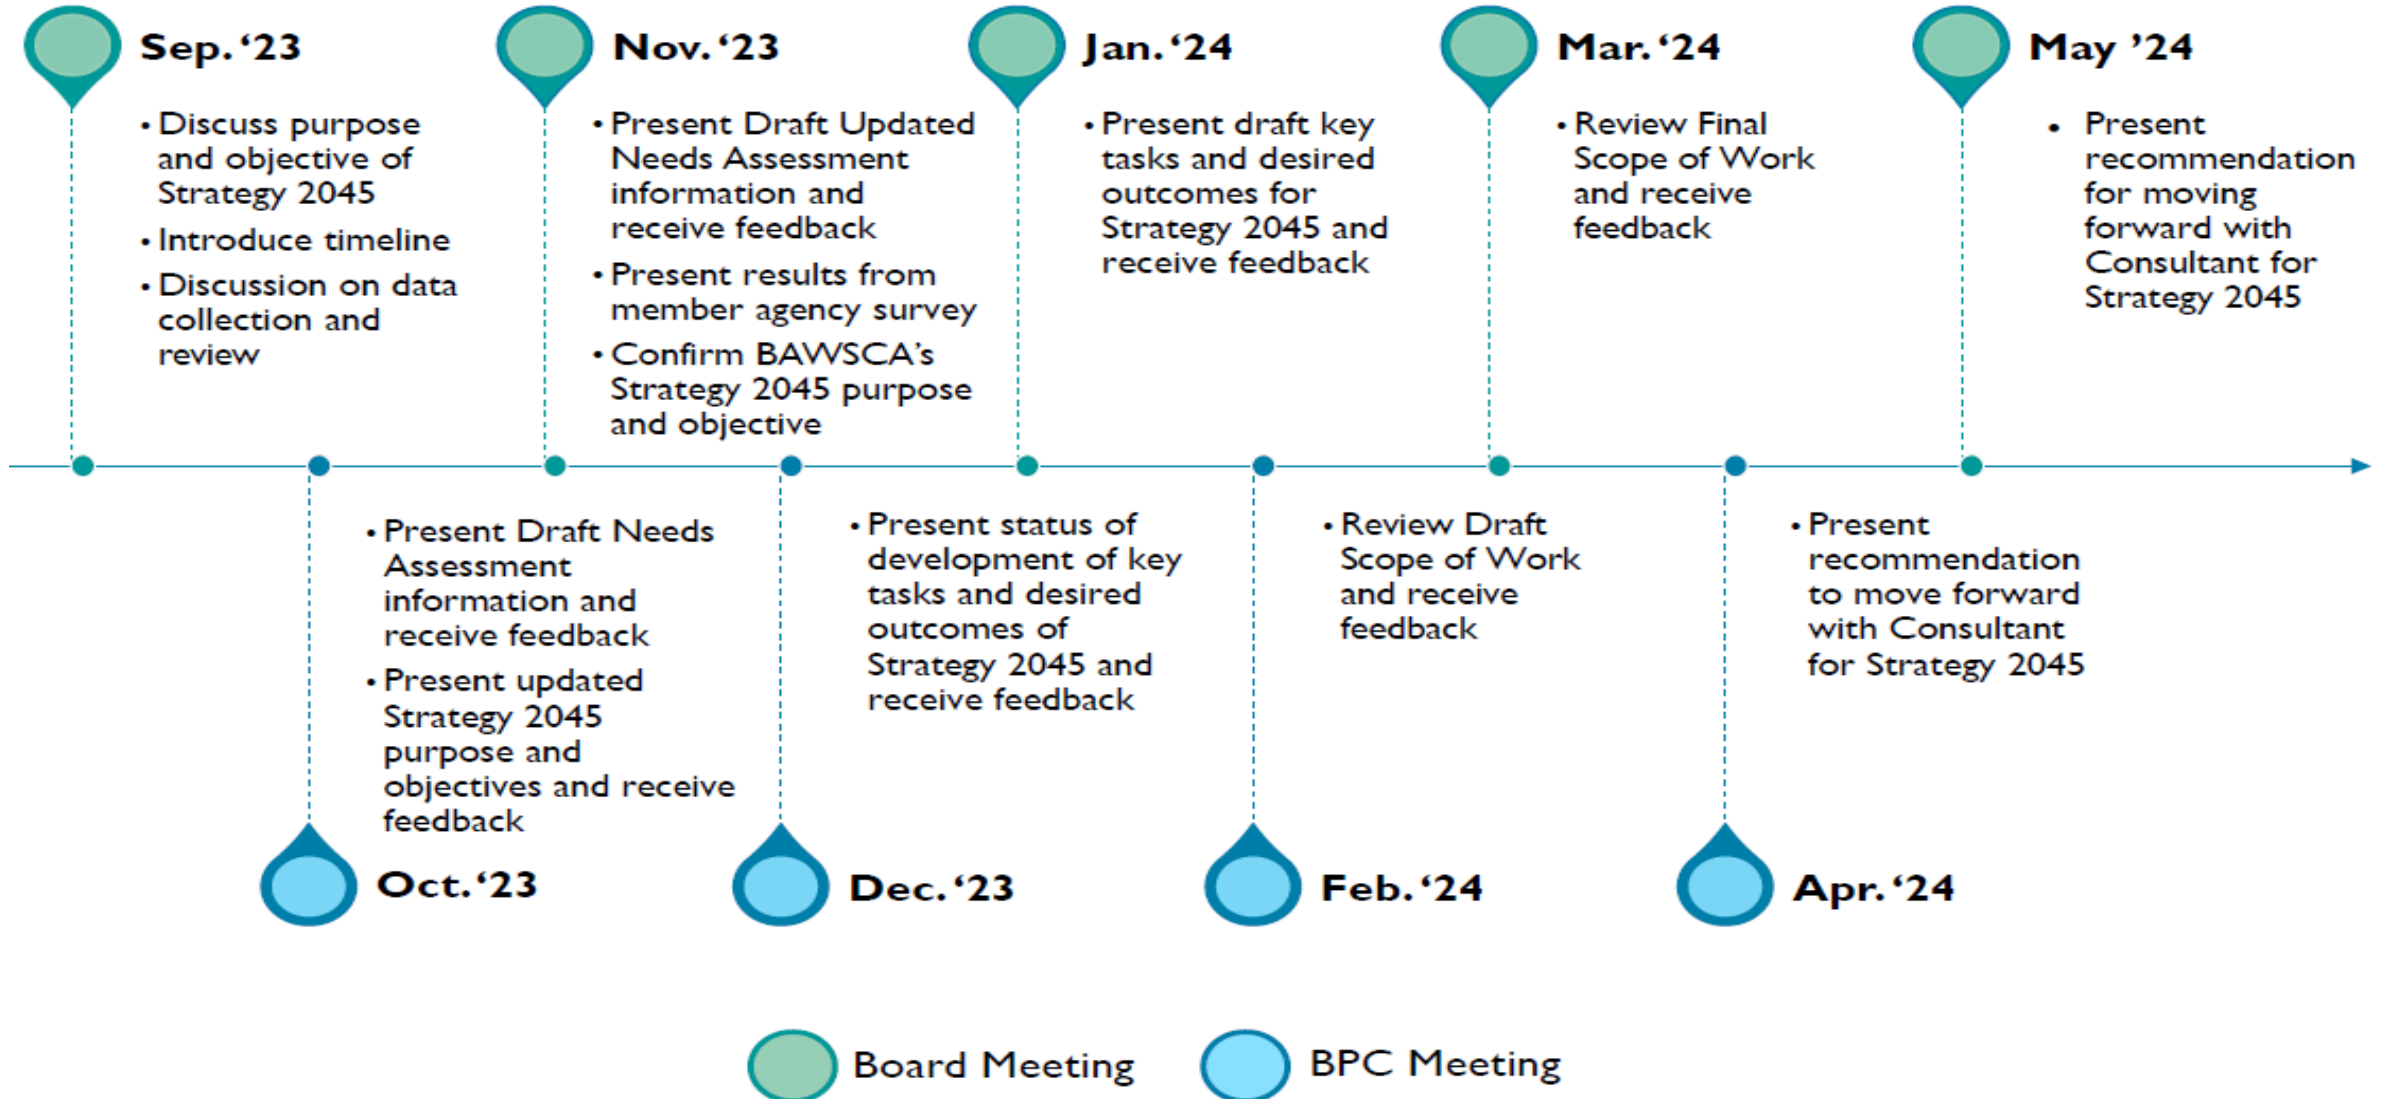 Sep. ‘23
• Discuss purpose
and objective of
Strategy 2045
• Introduce timeline
• Discussion on data
collection and
review
Nov. ‘23
• Present Draft Updated
Needs Assessment
information and
receive feedback
• Present results from
member agency survey
• Confirm BAWSCA’s
Strategy 2045 purpose
and objective
Jan. ‘24
• Present draft key
tasks and desired
outcomes for
Strategy 2045 and
receive feedback
Mar. ‘24
• Review Final
Scope of Work
and receive
feedback
May ’24
• Present
recommendation
for moving
forward with
Consultant for
Strategy 2045
• Present Draft Needs
Assessment
information and
receive feedback
• Present updated
Strategy 2045
purpose and
objectives and receive
feedback
Oct. ‘23
• Present status of
development of key
tasks and desired
outcomes of
Strategy 2045 and
receive feedback
Dec. ‘23
• Review Draft
Scope of Work
and receive
feedback
Feb. ‘24
• Present
recommendation
to move forward
with Consultant
for Strategy 2045
Apr. ‘24
Board Meeting
BPC Meeting